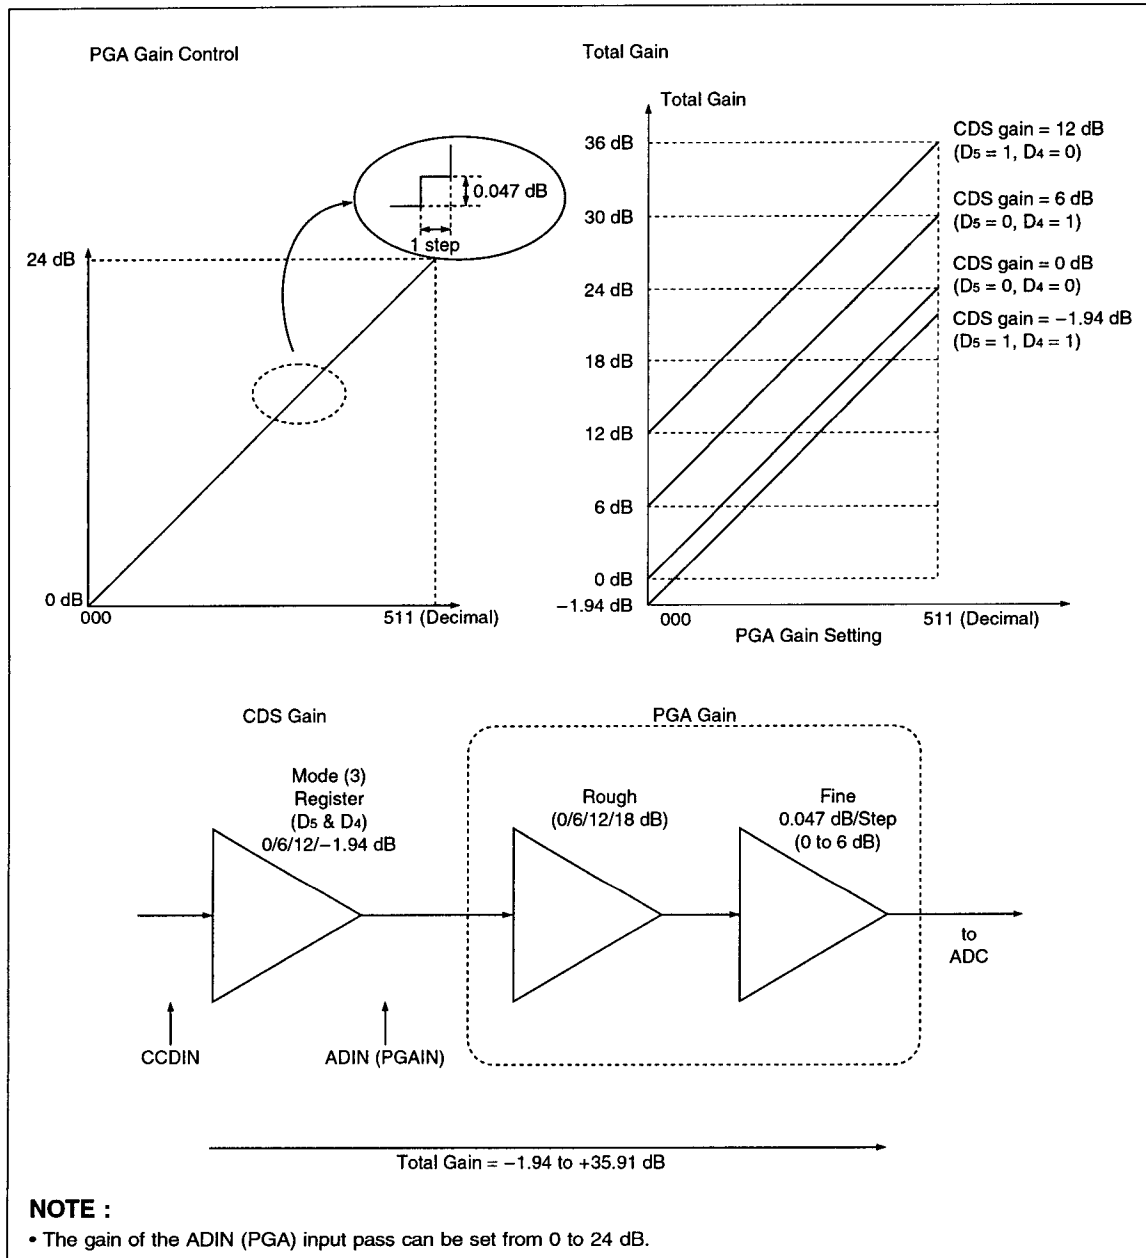 PGA Gain Control
0.047 dB
1 step
24 dB
0 dB
000
511 (Decimal)
Total Gain
Total Gain
36 dB
30 dB
24 dB
18 dB
12 dB
6 dB
0 dB
−1.94 dB
CDS gain = 12 dB
(D5 = 1, D4 = 0)
CDS gain = 6 dB
(D5 = 0, D4 = 1)
CDS gain = 0 dB
(D5 = 0, D4 = 0)
CDS gain = −1.94 dB
(D5 = 1, D4 = 1)
000
511 (Decimal)
PGA Gain Setting
CDS Gain
Mode (3)
Register
(D5 & D4)
0/6/12/−1.94 dB
PGA Gain
Rough
(0/6/12/18 dB)
Fine
0.047 dB/Step
(0 to 6 dB)
to
ADC
CCDIN
ADIN (PGAIN)
Total Gain = −1.94 to +35.91 dB
NOTE :
• The gain of the ADIN (PGA) input pass can be set from 0 to 24 dB.